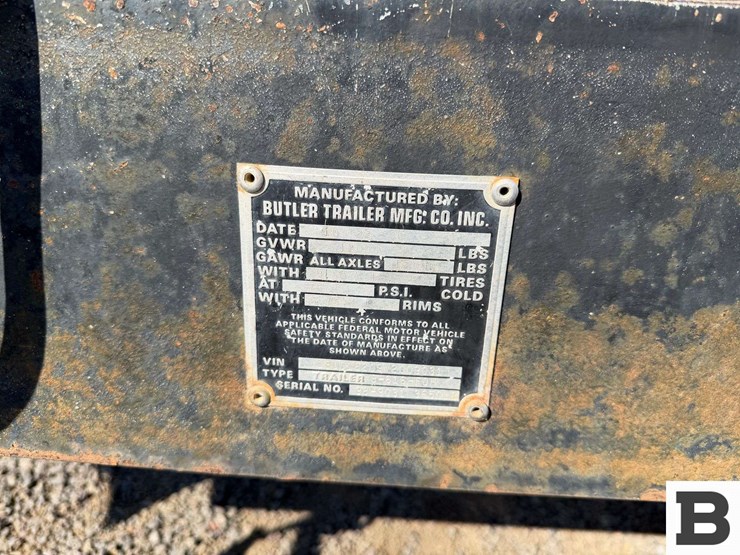 MANUFACTURED BY:
BUTLER TRAILER MFG. CO. INC.
DATE
GVWR LBS
GAWR ALL AXLES LBS
WITH TIRES
AT P.S.I. COLD
WITH RIMS
THIS VEHICLE CONFORMS TO ALL
APPLICABLE FEDERAL MOTOR VEHICLE
SAFETY STANDARDS IN EFFECT ON
THE DATE OF MANUFACTURE AS
SHOWN ABOVE.
VIN
TYPE TRAILER
SERIAL NO.
B